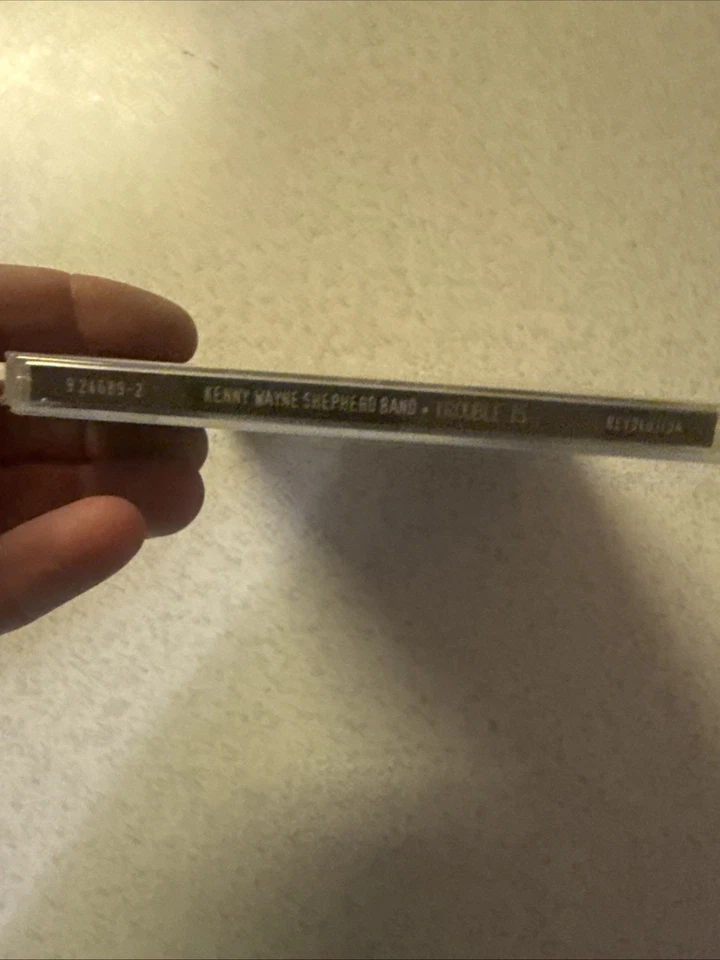 9 24689-2 KENNY WAYNE SHEPHERD BAND • TROUBLE IS REVOLUTION